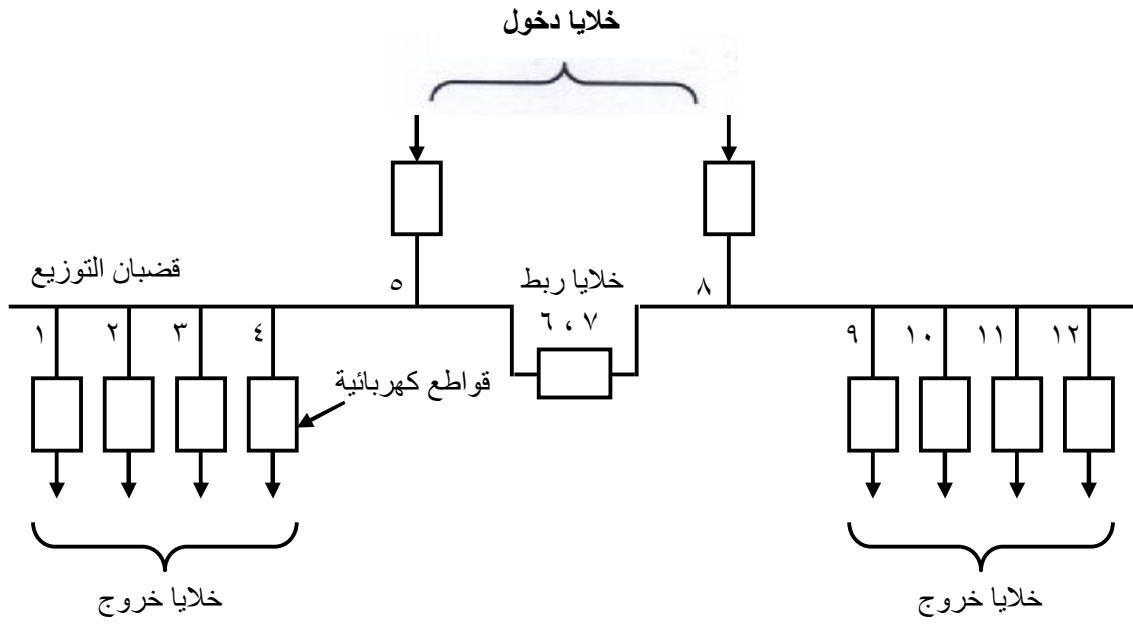 خلايا دخول
قضبان التوزيع
٥
خلايا ربط
٦ ، ٧
٨
١
٢
٣
٤
٩
١٠
١١
١٢
قواطع كهربائية
خلايا خروج
خلايا خروج